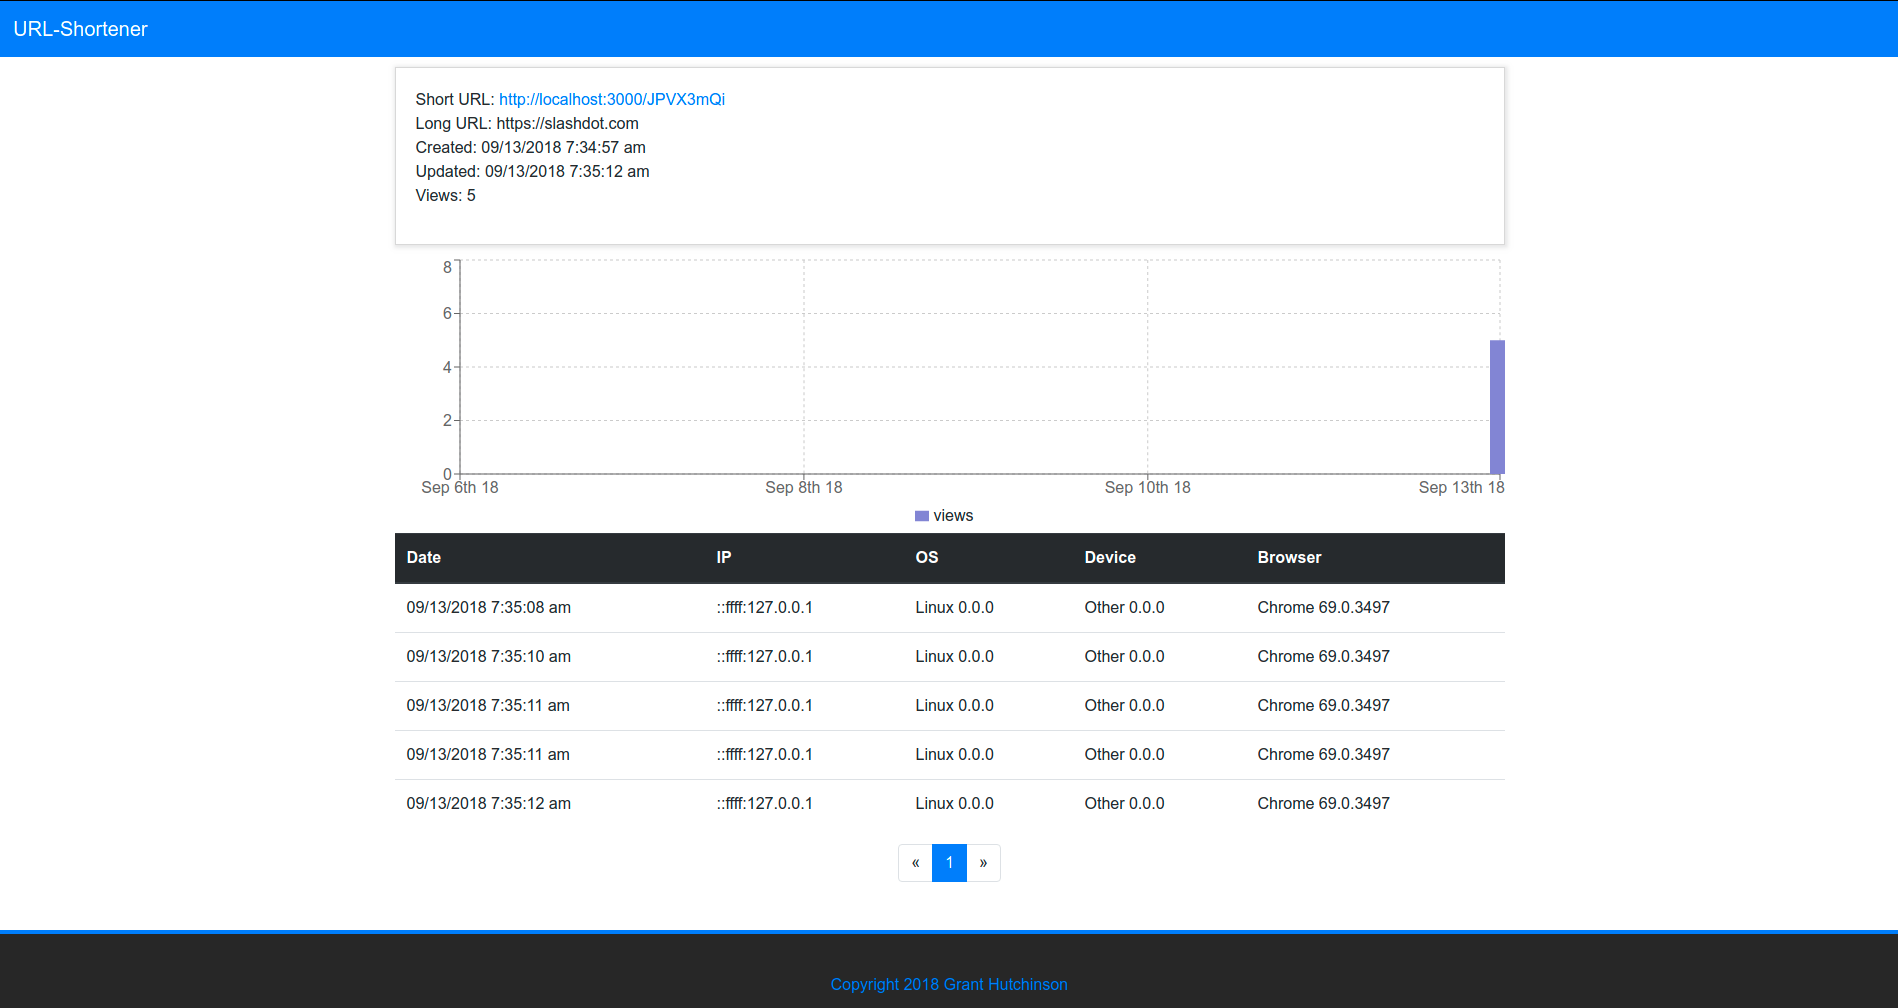 URL-Shortener
Short URL: http://localhost:3000/JPVX3mQi
Long URL: https://slashdot.com
Created: 09/13/2018 7:34:57 am
Updated: 09/13/2018 7:35:12 am
Views: 5
8
6
4
2
0
Sep 6th 18 Sep 8th 18 Sep 10th 18 Sep 13th 18
views
Date IP OS Device Browser
09/13/2018 7:35:08 am ::ffff:127.0.0.1 Linux 0.0.0 Other 0.0.0 Chrome 69.0.3497
09/13/2018 7:35:10 am ::ffff:127.0.0.1 Linux 0.0.0 Other 0.0.0 Chrome 69.0.3497
09/13/2018 7:35:11 am ::ffff:127.0.0.1 Linux 0.0.0 Other 0.0.0 Chrome 69.0.3497
09/13/2018 7:35:11 am ::ffff:127.0.0.1 Linux 0.0.0 Other 0.0.0 Chrome 69.0.3497
09/13/2018 7:35:12 am ::ffff:127.0.0.1 Linux 0.0.0 Other 0.0.0 Chrome 69.0.3497
« 1 »
Copyright 2018 Grant Hutchinson